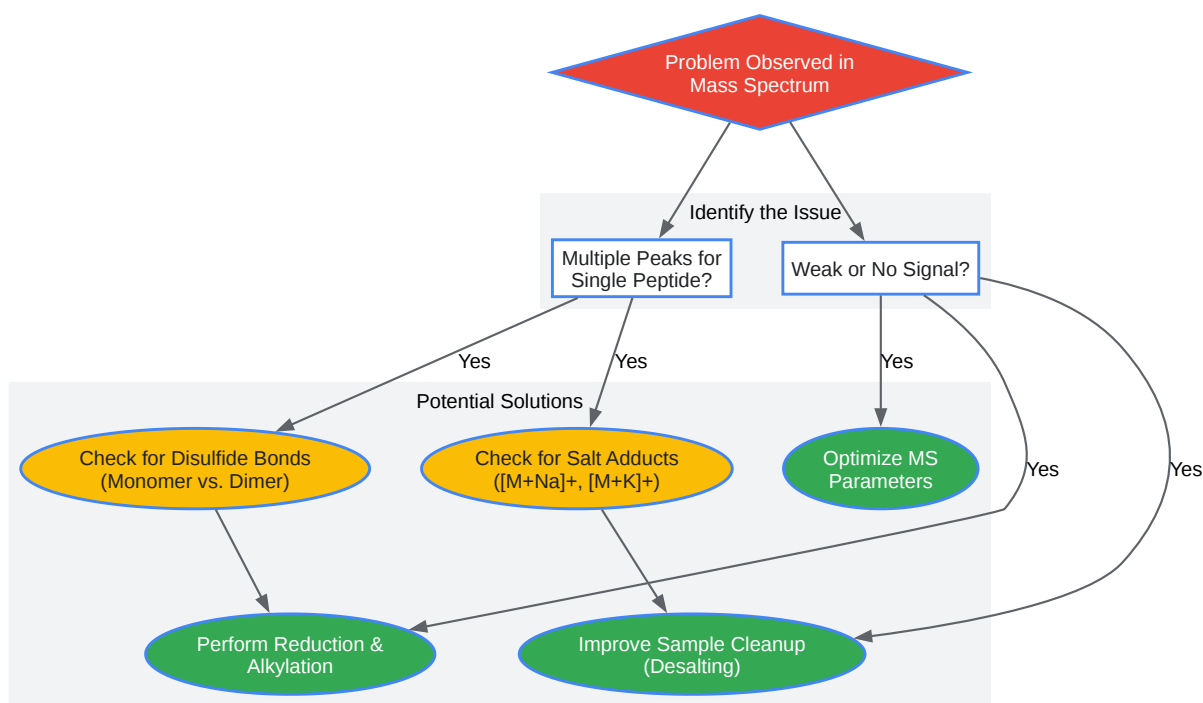 Problem Observed in
Mass Spectrum
Identify the Issue
Multiple Peaks for
Single Peptide?
Weak or No Signal?
Yes
Yes
Yes
Potential Solutions
Check for Disulfide Bonds
(Monomer vs. Dimer)
Check for Salt Adducts
([M+Na]+, [M+K]+)
Optimize MS
Parameters
Yes
Yes
Perform Reduction &
Alkylation
Improve Sample Cleanup
(Desalting)